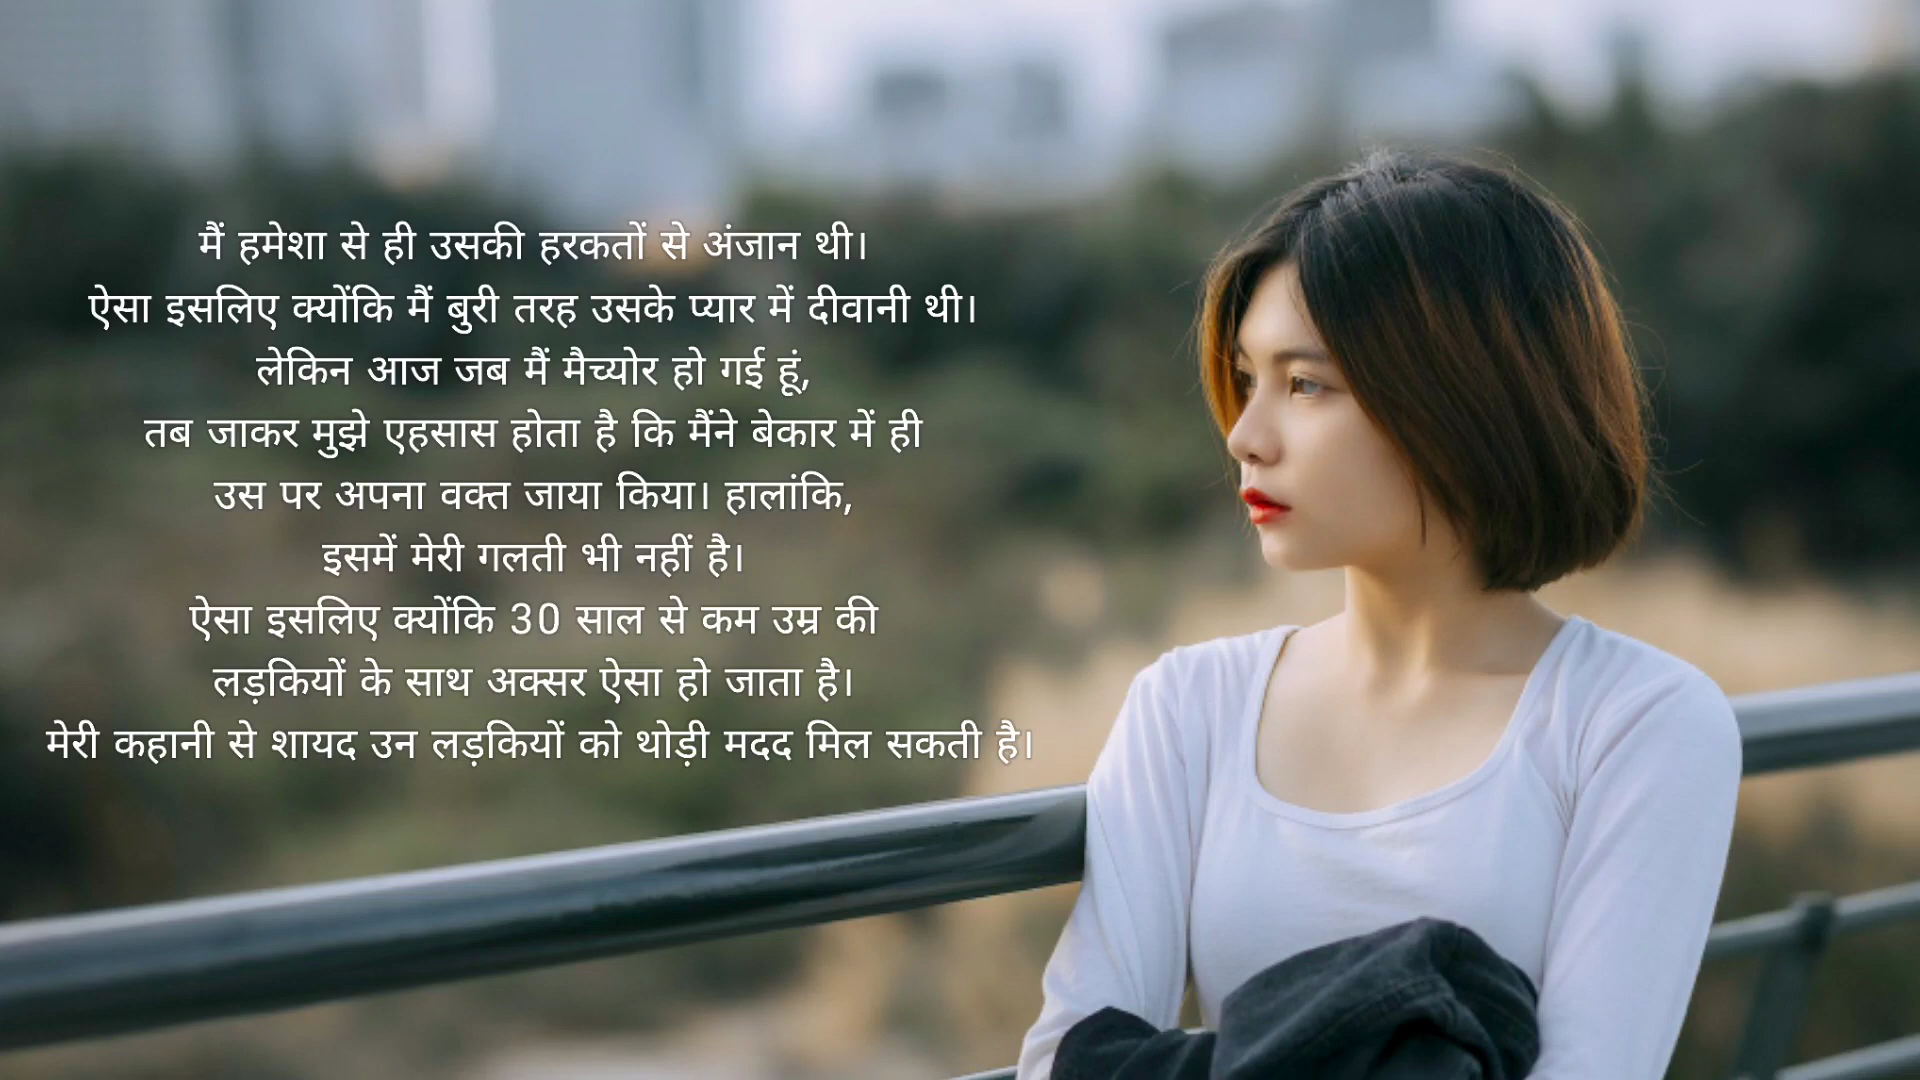 मैं हमेशा से ही उसकी हरकतों से अंजान थी।
ऐसा इसलिए क्योंकि मैं बुरी तरह उसके प्यार में दीवानी थी।
लेकिन आज जब मैं मैच्योर हो गई हूं,
तब जाकर मुझे एहसास होता है कि मैंने बेकार में ही
उस पर अपना वक्त जाया किया। हालांकि,
इसमें मेरी गलती भी नहीं है।
ऐसा इसलिए क्योंकि 30 साल से कम उम्र की
लड़कियों के साथ अक्सर ऐसा हो जाता है।
मेरी कहानी से शायद उन लड़कियों को थोड़ी मदद मिल सकती है।